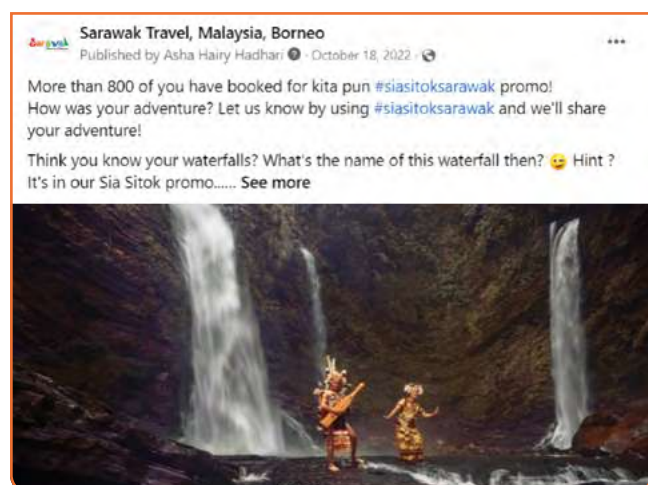 Sarawak
Sarawak Travel, Malaysia, Borneo
Published by Asha Hairy Hadhari · October 18, 2022 ·
More than 800 of you have booked for kita pun #siasitoksarawak promo!
How was your adventure? Let us know by using #siasitoksarawak and we'll share
your adventure!
Think you know your waterfalls? What's the name of this waterfall then? 😉 Hint ?
It's in our Sia Sitok promo...... See more